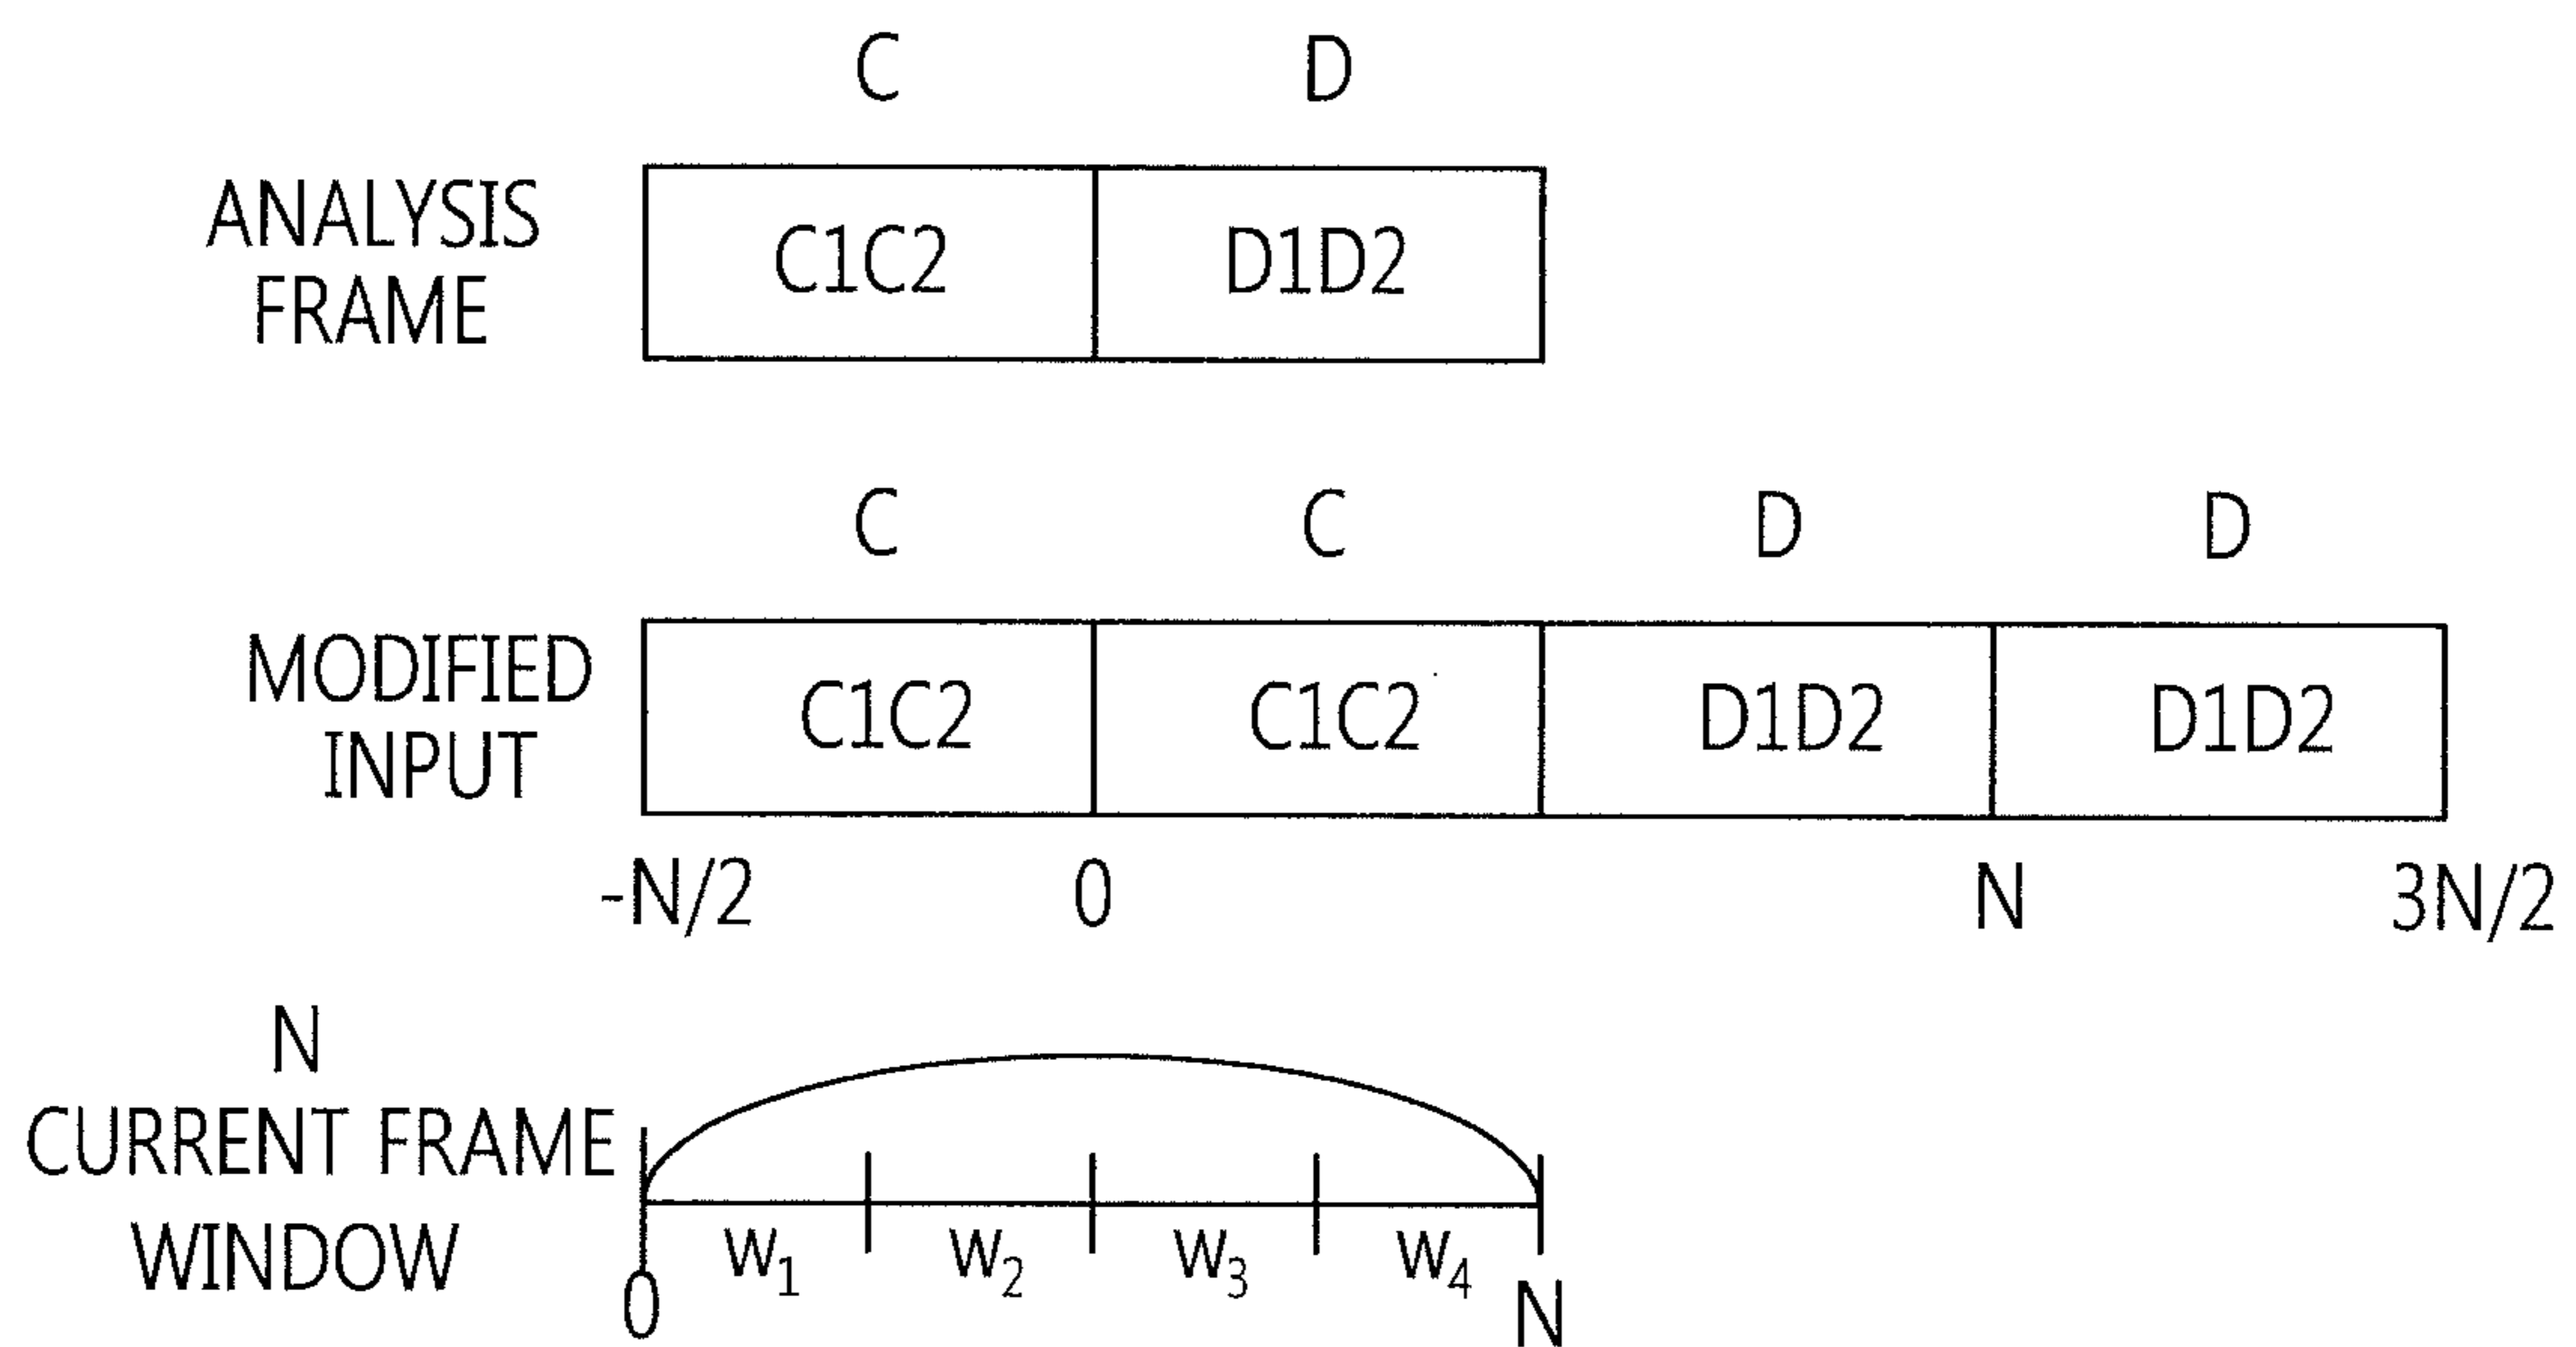 C D
ANALYSIS
FRAME
C1C2 D1D2
C C D D
MODIFIED
INPUT
C1C2 C1C2 D1D2 D1D2
-N/2 0 N 3N/2
N
CURRENT FRAME
WINDOW
w1 w2 w3 w4
0 N